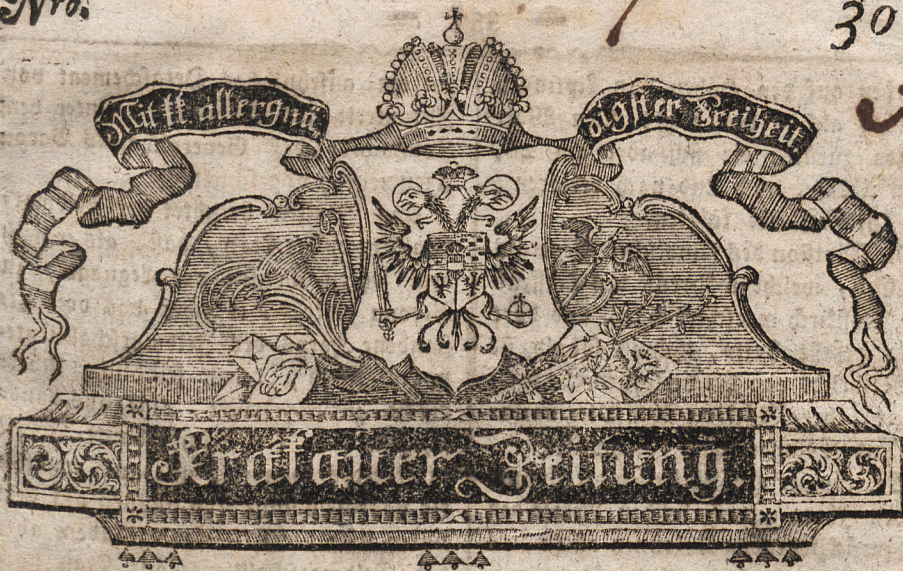 Nro. 30
Mit k k allergnä
digster Freiheit
Krakauer Zeitung.